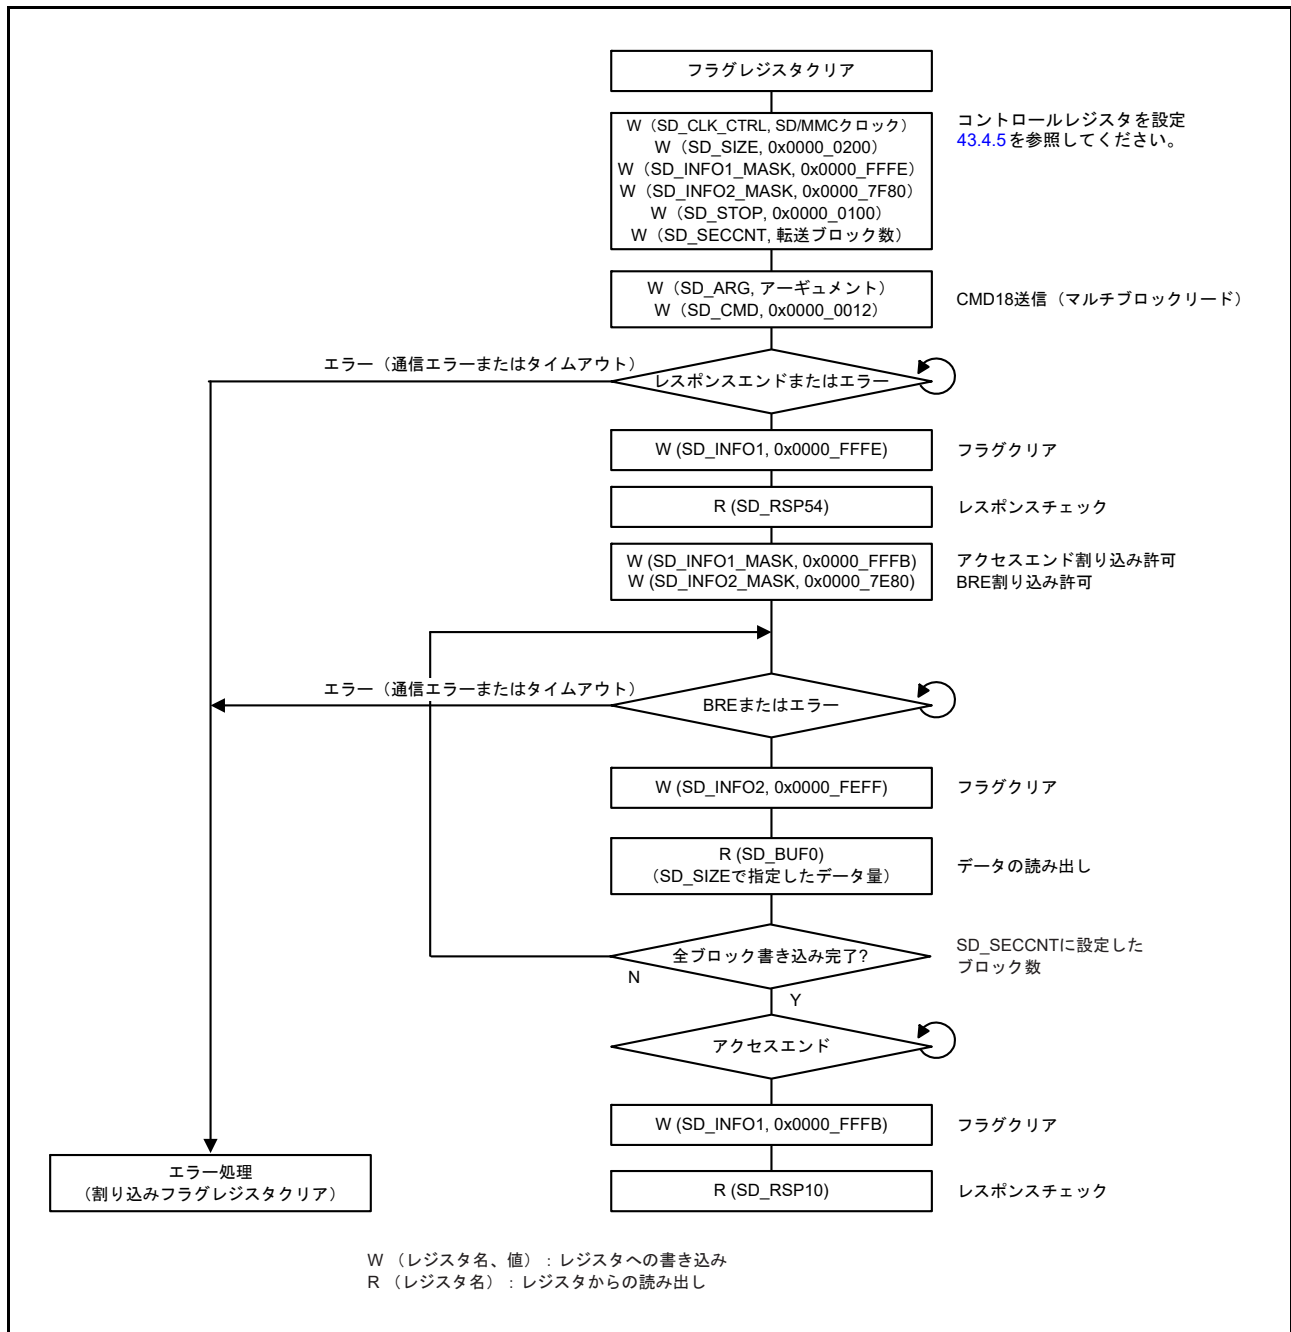 フラグレジスタクリア
W（SD_CLK_CTRL, SD/MMCクロック）
W（SD_SIZE, 0x0000_0200）
W（SD_INFO1_MASK, 0x0000_FFFE）
W（SD_INFO2_MASK, 0x0000_7F80）
W（SD_STOP, 0x0000_0100）
W（SD_SECCNT, 転送ブロック数）
コントロールレジスタを設定
43.4.5を参照してください。
W（SD_ARG, アーギュメント）
W（SD_CMD, 0x0000_0012）
CMD18送信（マルチブロックリード）
エラー（通信エラーまたはタイムアウト）
レスポンスエンドまたはエラー
W (SD_INFO1, 0x0000_FFFE)
フラグクリア
R (SD_RSP54)
レスポンスチェック
W (SD_INFO1_MASK, 0x0000_FFFB)
W (SD_INFO2_MASK, 0x0000_7E80)
アクセスエンド割り込み許可
BRE割り込み許可
エラー（通信エラーまたはタイムアウト）
BREまたはエラー
W (SD_INFO2, 0x0000_FEFF)
フラグクリア
R (SD_BUF0)
（SD_SIZEで指定したデータ量）
データの読み出し
全ブロック書き込み完了?
SD_SECCNTに設定した
ブロック数
N
Y
アクセスエンド
W (SD_INFO1, 0x0000_FFFB)
フラグクリア
エラー処理
（割り込みフラグレジスタクリア）
R (SD_RSP10)
レスポンスチェック
W （レジスタ名、値）：レジスタへの書き込み
R （レジスタ名）：レジスタからの読み出し